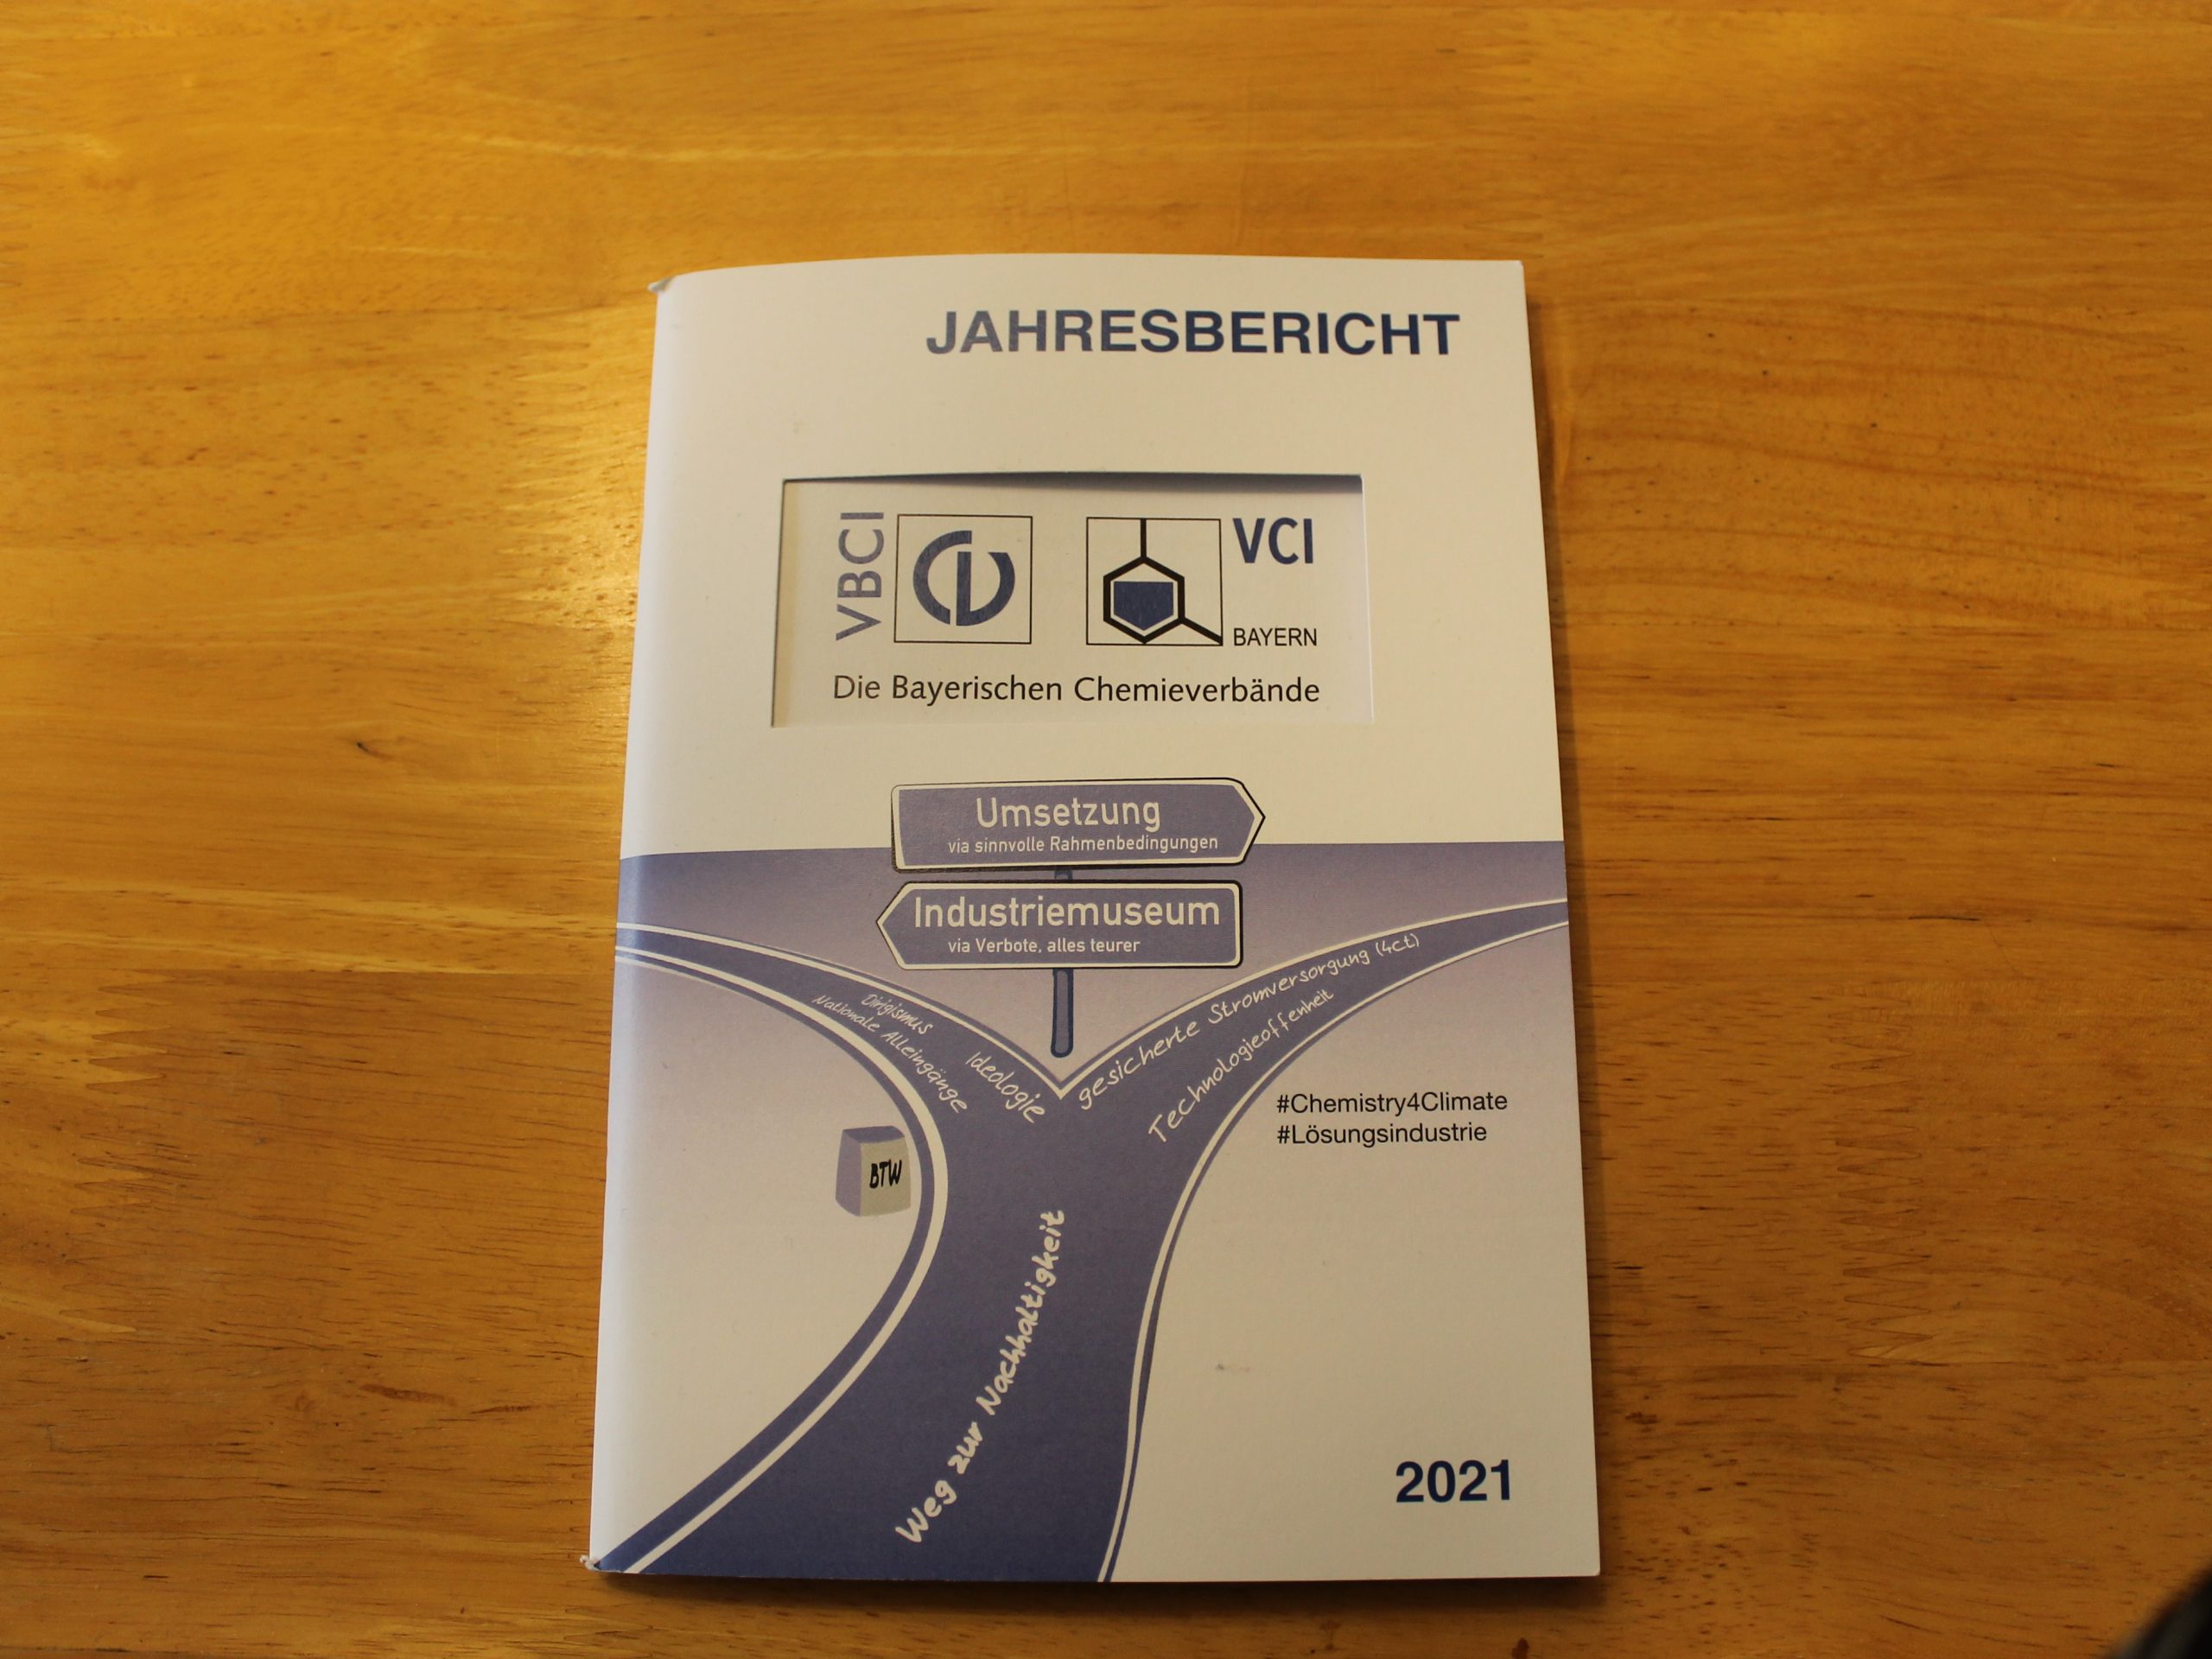 JAHRESBERICHT
VBCI
VCI
BAYERN
Die Bayerischen Chemieverbände
Umsetzung
via sinnvolle Rahmenbedingungen
Industriemuseum
via Verbote, alles teurer
Dirigismus
Nationale Alleingänge
Ideologie
gesicherte Stromversorgung (4ct)
Technologieoffenheit
#Chemistry4Climate
#Lösungsindustrie
BTW
Weg zur Nachhaltigkeit
2021